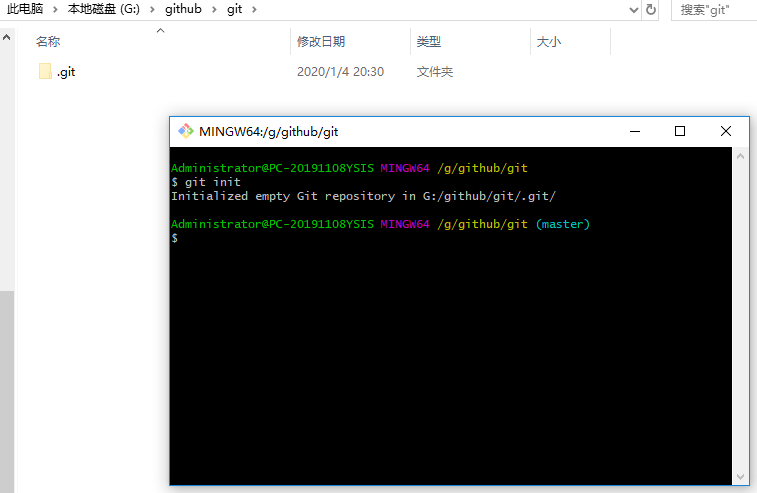 此电脑 > 本地磁盘 (G:) > github > git >
搜索"git"
名称 修改日期 类型 大小
.git 2020/1/4 20:30 文件夹
MINGW64:/g/github/git
Administrator@PC-20191108YSIS MINGW64 /g/github/git
$ git init
Initialized empty Git repository in G:/github/git/.git/
Administrator@PC-20191108YSIS MINGW64 /g/github/git (master)
$